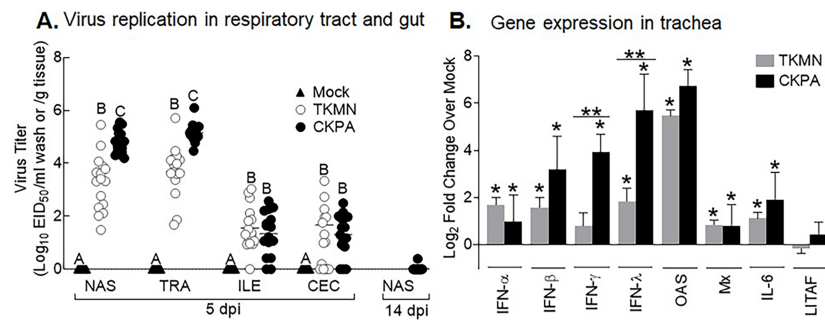 A. Virus replication in respiratory tract and gut
Virus Titer
(Log10 EID50/ml wash or /g tissue)
8
6
4
2
0
Mock
TKMN
CKPA
A
B
C
A
B
C
A
B
B
A
B
B
NAS
TRA
ILE
CEC
NAS
5 dpi
14 dpi
B. Gene expression in trachea
Log2 Fold Change Over Mock
8
6
4
2
0
TKMN
CKPA
* * * * ** * ** * * * * * * * *
IFN-α
IFN-β
IFN-γ
IFN-λ
OAS
Mx
IL-6
LITAF